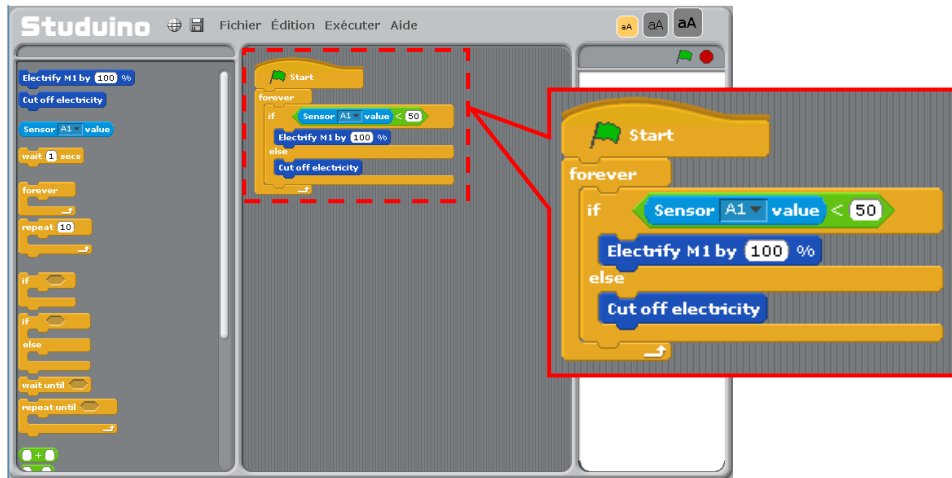 Studuino Fichier Édition Exécuter Aide aA aA aA
Electrify M1 by 100 %
Cut off electricity
Sensor A1 value
wait 1 secs
forever
repeat 10
if
if
else
wait until
repeat until
+
Start
forever
if Sensor A1 value < 50
Electrify M1 by 100 %
else
Cut off electricity
Start
forever
if Sensor A1 value < 50
Electrify M1 by 100 %
else
Cut off electricity